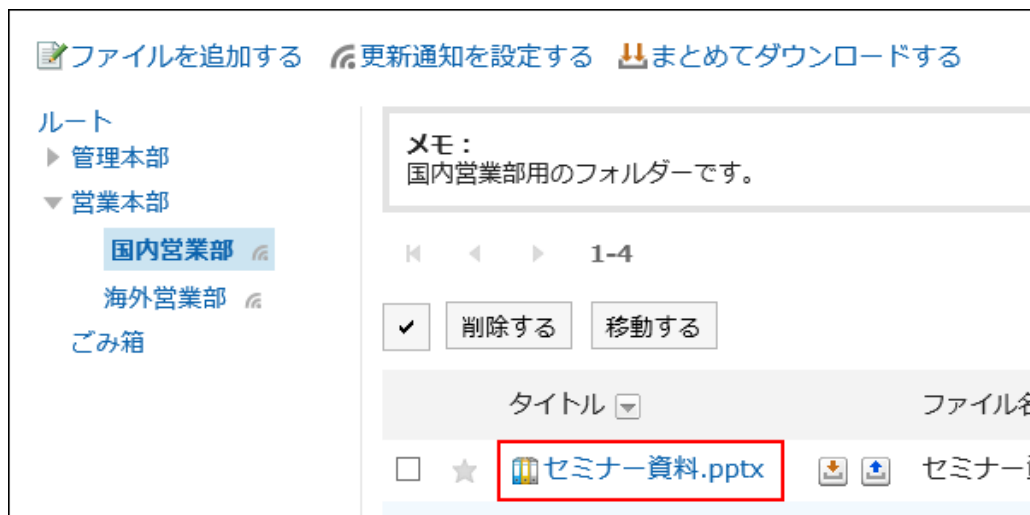 ファイルを追加する 更新通知を設定する まとめてダウンロードする
ルート
管理本部
営業本部
国内営業部
海外営業部
ごみ箱
メモ：
国内営業部用のフォルダーです。
1-4
削除する 移動する
タイトル ファイル名
セミナー資料.pptx セミナー資